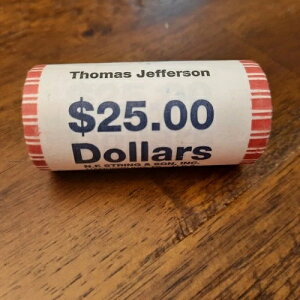 Thomas Jefferson
$25.00
Dollars
N.F. STRING & SON, INC.